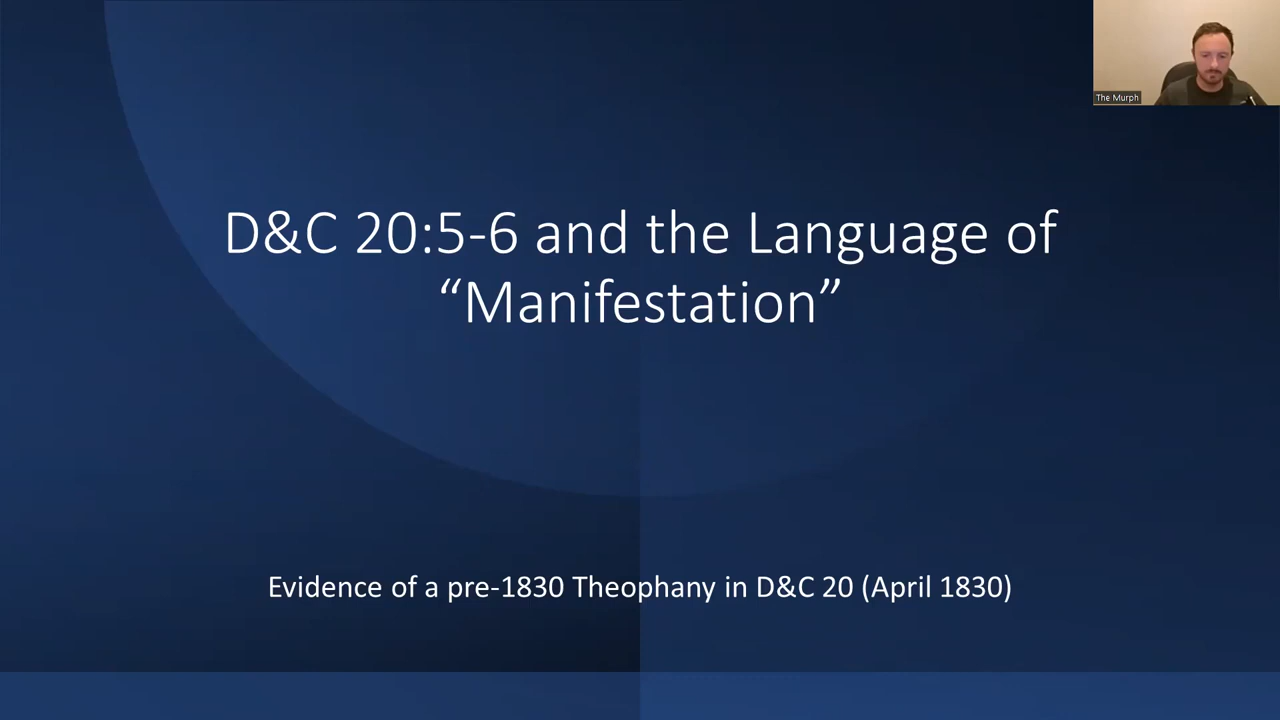 D&C 20:5-6 and the Language of
“Manifestation”
Evidence of a pre-1830 Theophany in D&C 20 (April 1830)
The Murph